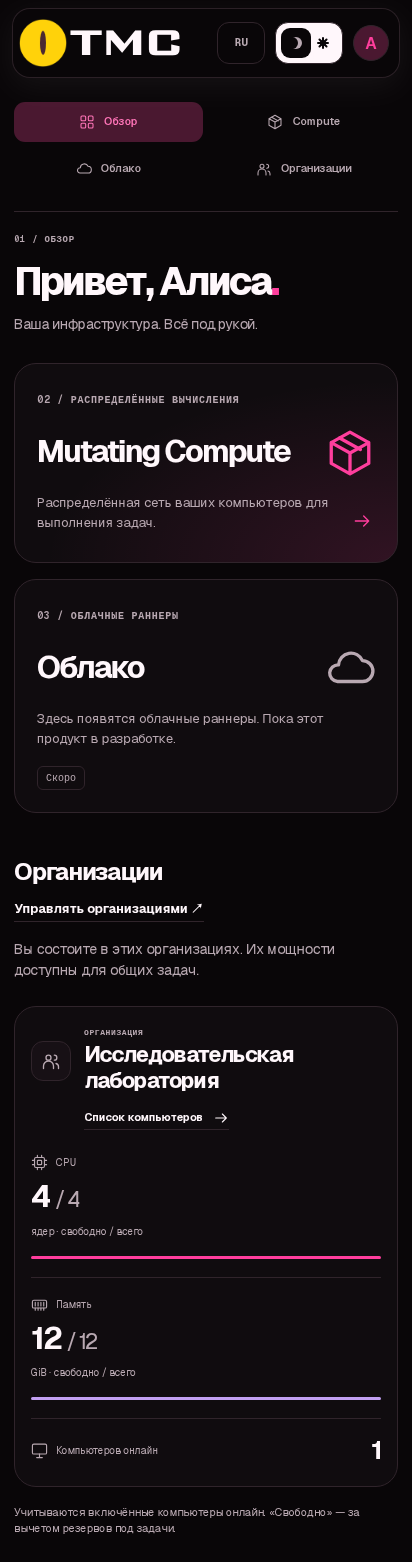 TMC
RU
A
Обзор
Compute
Облако
Организации
01 / ОБЗОР
Привет, Алиса.
Ваша инфраструктура. Всё под рукой.
02 / РАСПРЕДЕЛЁННЫЕ ВЫЧИСЛЕНИЯ
Mutating Compute
Распределённая сеть ваших компьютеров для
выполнения задач.
03 / ОБЛАЧНЫЕ РАННЕРЫ
Облако
Здесь появятся облачные раннеры. Пока этот
продукт в разработке.
Скоро
Организации
Управлять организациями ↗
Вы состоите в этих организациях. Их мощности
доступны для общих задач.
ОРГАНИЗАЦИЯ
Исследовательская
лаборатория
Список компьютеров →
CPU
4 / 4
ядер · свободно / всего
Память
12 / 12
GiB · свободно / всего
Компьютеров онлайн
1
Учитываются включённые компьютеры онлайн. «Свободно» — за
вычетом резервов под задачи.